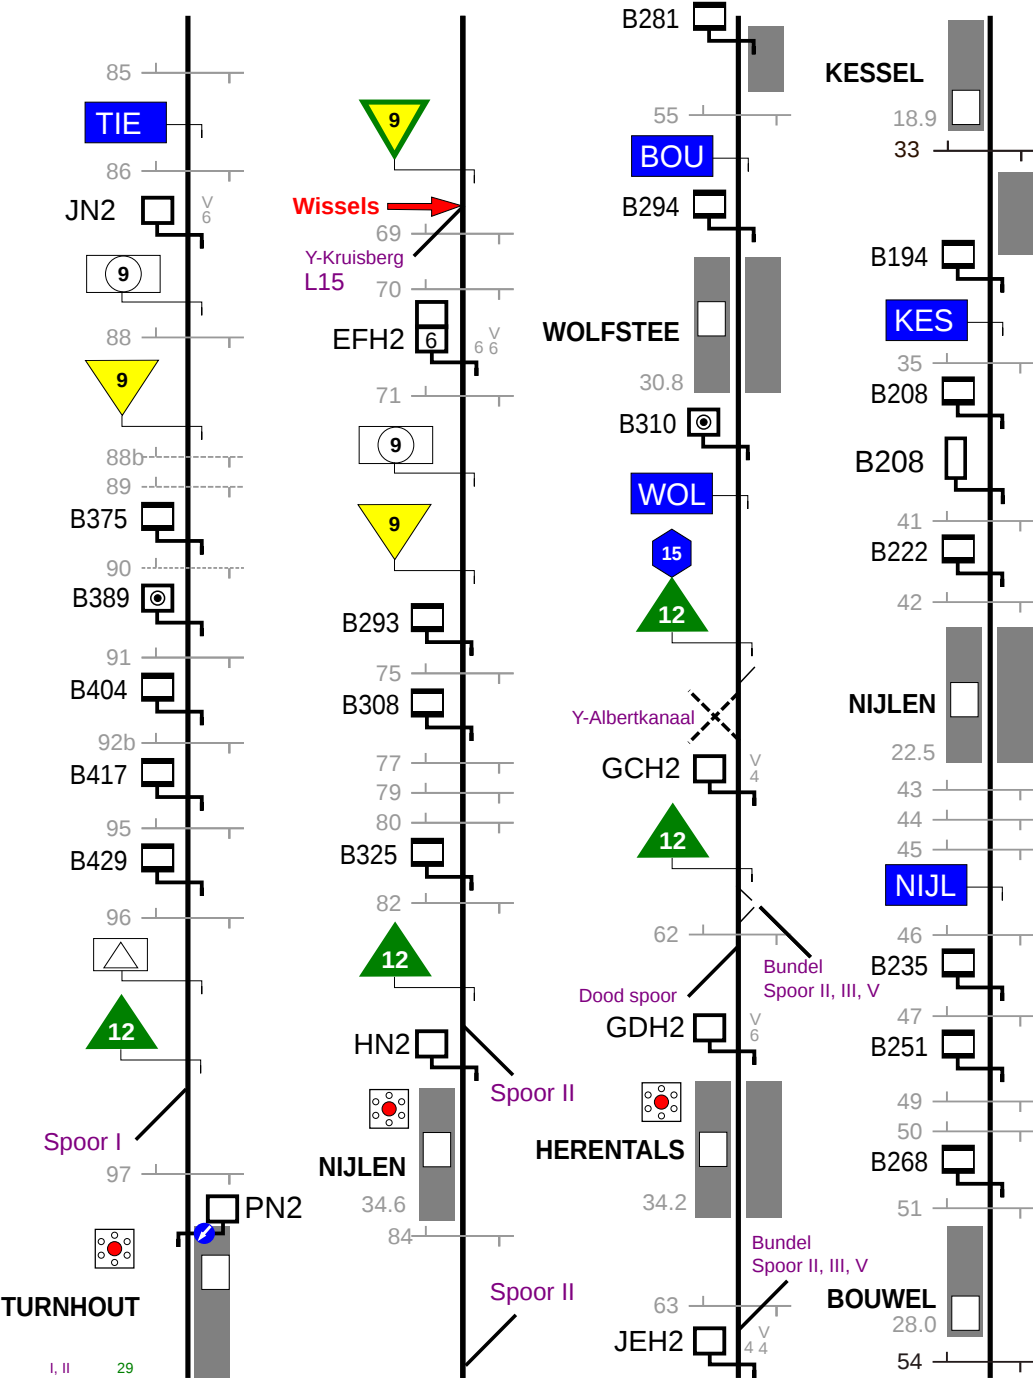 85
TIE
86
JN2
V
6
9
88
9
88b
89
B375
90
B389
91
B404
92b
B417
95
B429
96
12
Spoor I
97
PN2
TURNHOUT
I, II
29
9
Wissels
69
Y-Kruisberg
L15
70
EFH2
6
6
V
6
71
9
9
B293
75
B308
77
79
80
B325
82
12
HN2
Spoor II
NIJLEN
34.6
84
Spoor II
B281
55
BOU
B294
WOLFSTEE
30.8
B310
WOL
15
12
Y-Albertkanaal
GCH2
V
4
12
62
Bundel
Spoor II, III, V
Dood spoor
GDH2
V
6
HERENTALS
34.2
Bundel
Spoor II, III, V
63
JEH2
4
V
4
KESSEL
18.9
33
B194
KES
35
B208
B208
41
B222
42
NIJLEN
22.5
43
44
45
NIJL
46
B235
47
B251
49
50
B268
51
BOUWEL
28.0
54